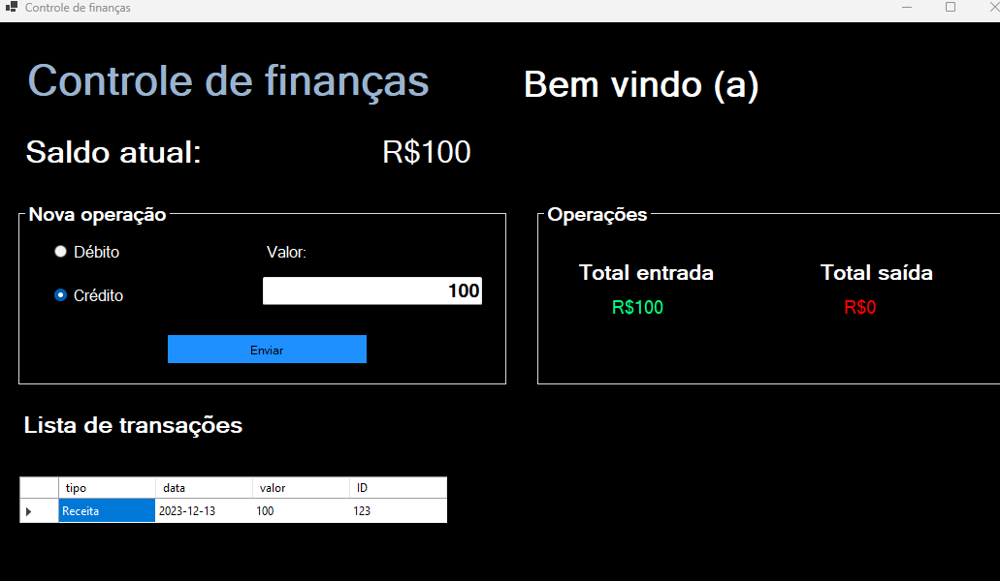 Controle de finanças
Controle de finanças
Bem vindo (a)
Saldo atual:
R$100
Nova operação
Débito
Valor:
Crédito
100
Enviar
Operações
Total entrada
Total saída
R$100
R$0
Lista de transações
tipo data valor ID
Receita 2023-12-13 100 123